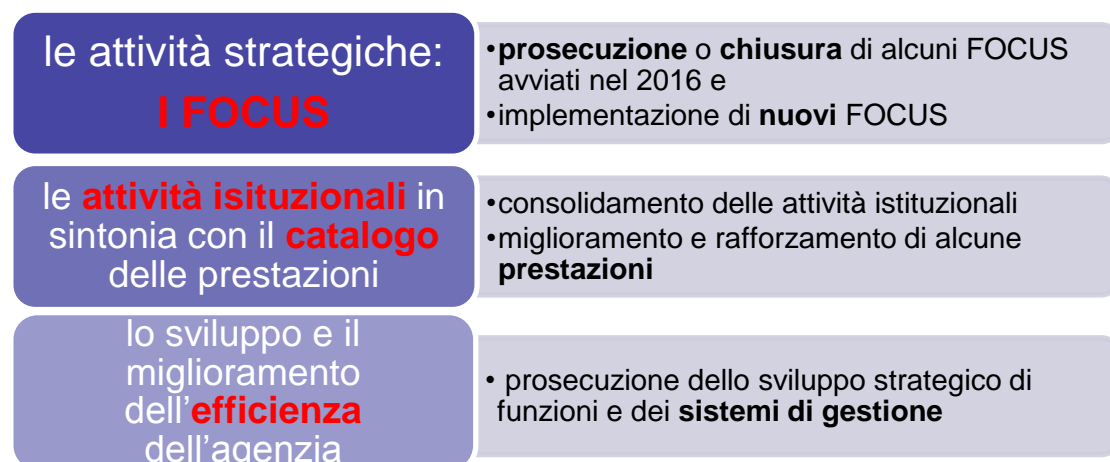 le attività strategiche:
I FOCUS
•prosecuzione o chiusura di alcuni FOCUS
avviati nel 2016 e
•implementazione di nuovi FOCUS
le attività isituzionali in
sintonia con il catalogo
delle prestazioni
•consolidamento delle attività istituzionali
•miglioramento e rafforzamento di alcune
prestazioni
lo sviluppo e il
miglioramento
dell'efficienza
dell'agenzia
• prosecuzione dello sviluppo strategico di
funzioni e dei sistemi di gestione